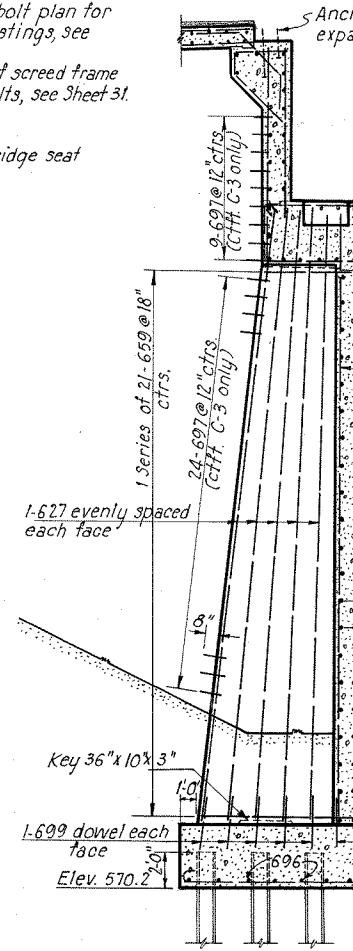 bolt plan for
stings, see
f screed frame
lts, see Sheet 31.
idge seat
Anc
expa
9-697@12"ctrs.
(ctft. C-3 only)
1 Series of 21-659@18"
ctrs.
24-697@12"ctrs.
(ctft. C-3 only)
1-627 evenly spaced
each face
8"
Key 36"x10"x3"
1'-0"
1-699 dowel each
face
2'-0"
696
Elev. 570.2